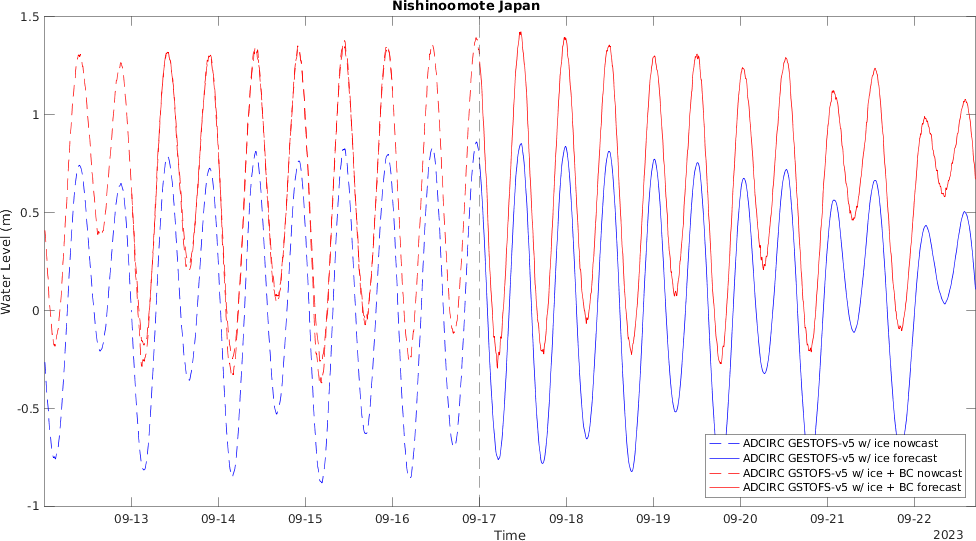 Nishinoomote Japan
1.5
1
0.5
0
-0.5
-1
Water Level (m)
09-13
09-14
09-15
09-16
09-17
09-18
09-19
09-20
09-21
09-22
Time
2023
ADCIRC GESTOFS-v5 w/ ice nowcast
ADCIRC GESTOFS-v5 w/ ice forecast
ADCIRC GSTOFS-v5 w/ ice + BC nowcast
ADCIRC GSTOFS-v5 w/ ice + BC forecast